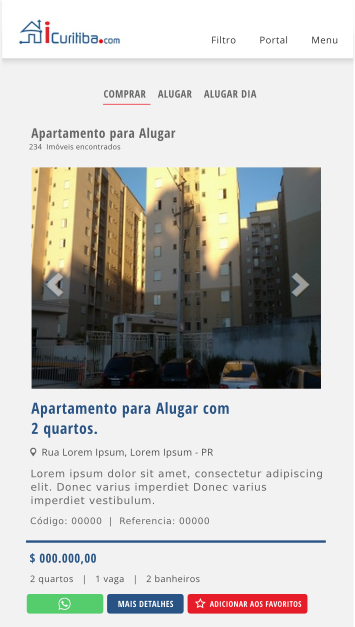 iCuritiba.com
Filtro Portal Menu
COMPRAR ALUGAR ALUGAR DIA
Apartamento para Alugar
234 Imóveis encontrados
Apartamento para Alugar com
2 quartos.
Rua Lorem Ipsum, Lorem Ipsum - PR
Lorem ipsum dolor sit amet, consectetur adipiscing
elit. Donec varius imperdiet Donec varius
imperdiet vestibulum.
Código: 00000 | Referencia: 00000
$ 000.000,00
2 quartos | 1 vaga | 2 banheiros
MAIS DETALHES ADICIONAR AOS FAVORITOS